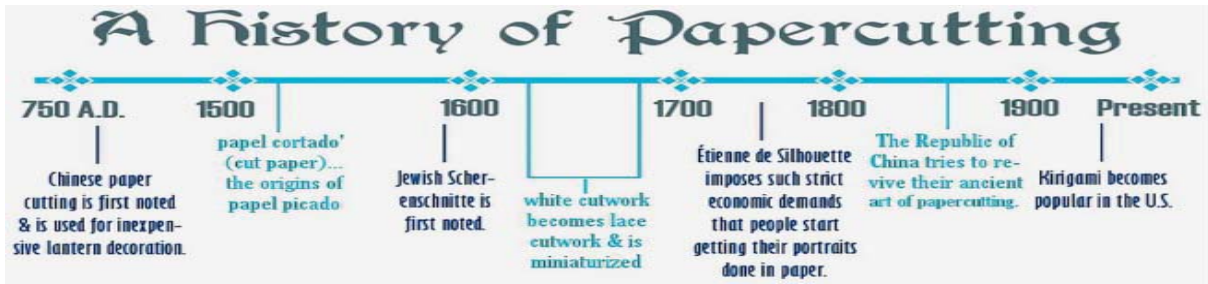 A History of Papercutting
750 A.D.
1500
1600
1700
1800
1900
Present
Chinese paper
cutting is first noted
& is used for inexpen-
sive lantern decoration.
papel cortado'
(cut paper)...
the origins of
papel picado
Jewish Scher-
enschnitte is
first noted.
white cutwork
becomes lace
cutwork & is
miniaturized
Étienne de Silhouette
imposes such strict
economic demands
that people start
getting their portraits
done in paper.
The Republic of
China tries to re-
vive their ancient
art of papercutting.
Kirigami becomes
popular in the U.S.